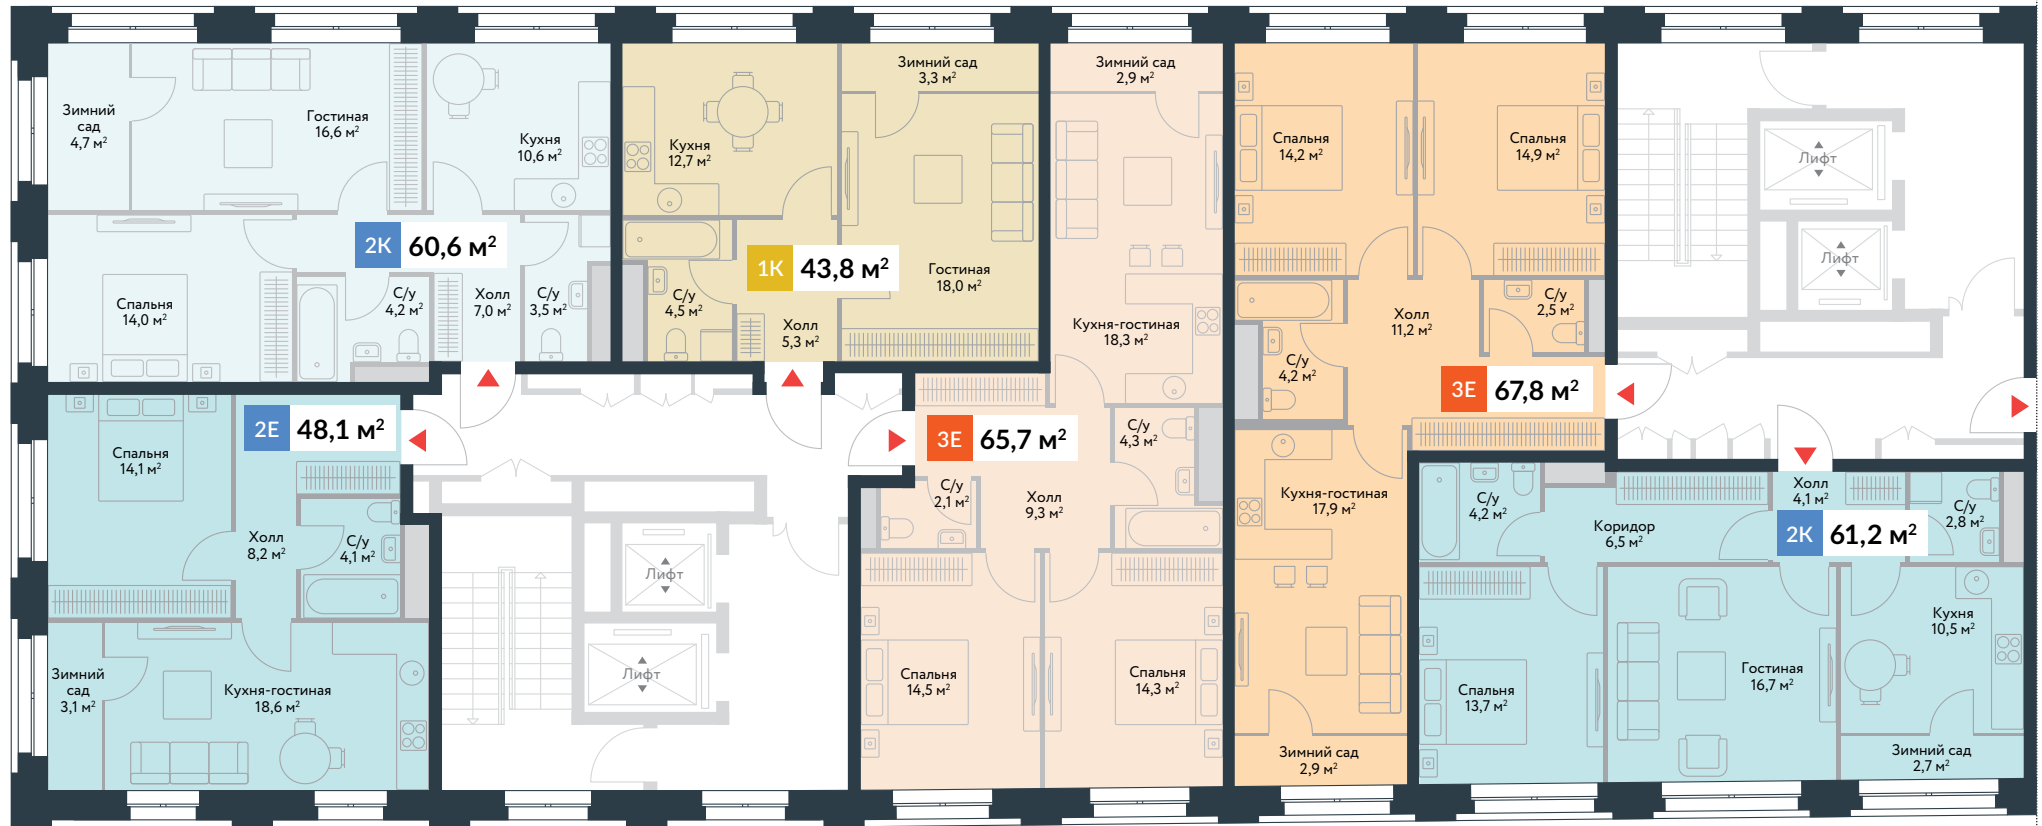 Зимний
сад
4,7 м²
Гостиная
16,6 м²
Кухня
10,6 м²
2К 60,6 м²
Спальня
14,0 м²
С/у
4,2 м²
Холл
7,0 м²
С/у
3,5 м²
Кухня
12,7 м²
Зимний сад
3,3 м²
1К 43,8 м²
Гостиная
18,0 м²
С/у
4,5 м²
Холл
5,3 м²
Зимний сад
2,9 м²
Кухня-гостиная
18,3 м²
3Е 65,7 м²
С/у
4,3 м²
С/у
2,1 м²
Холл
9,3 м²
Спальня
14,5 м²
Спальня
14,3 м²
Спальня
14,2 м²
Спальня
14,9 м²
Холл
11,2 м²
С/у
2,5 м²
С/у
4,2 м²
3Е 67,8 м²
Кухня-гостиная
17,9 м²
Зимний сад
2,9 м²
Лифт
Лифт
2Е 48,1 м²
Спальня
14,1 м²
Холл
8,2 м²
С/у
4,1 м²
Зимний
сад
3,1 м²
Кухня-гостиная
18,6 м²
Лифт
Лифт
С/у
4,2 м²
Холл
4,1 м²
Коридор
6,5 м²
2К 61,2 м²
С/у
2,8 м²
Кухня
10,5 м²
Гостиная
16,7 м²
Спальня
13,7 м²
Зимний сад
2,7 м²